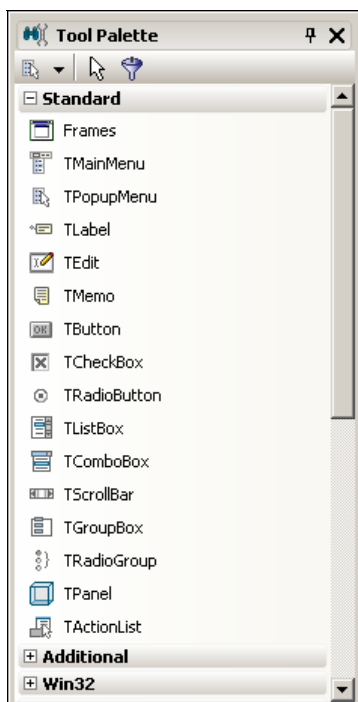 Tool Palette
Standard
Frames
TMainMenu
TPopupMenu
TLabel
TEdit
TMemo
TButton
TCheckBox
TRadioButton
TListBox
TComboBox
TScrollBar
TGroupBox
TRadioGroup
TPanel
TActionList
Additional
Win32